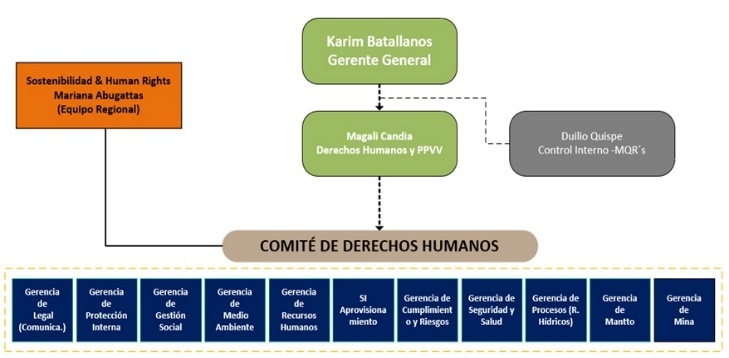 Karim Batallanos
Gerente General
Sostenibilidad & Human Rights
Mariana Abugattas
(Equipo Regional)
Magali Candia
Derechos Humanos y PPVV
Duilio Quispe
Control Interno -MQR´s
COMITÉ DE DERECHOS HUMANOS
Gerencia
de
Legal
(Comunica.)
Gerencia
de
Protección
Interna
Gerencia
de
Gestión
Social
Gerencia
de
Medio
Ambiente
Gerencia
de
Recursos
Humanos
SI
Aprovisiona
miento
Gerencia de
Cumplimient
o y Riesgos
Gerencia de
Seguridad y
Salud
Gerencia de
Procesos (R.
Hídricos)
Gerencia
de
Mantto
Gerencia
de
Mina